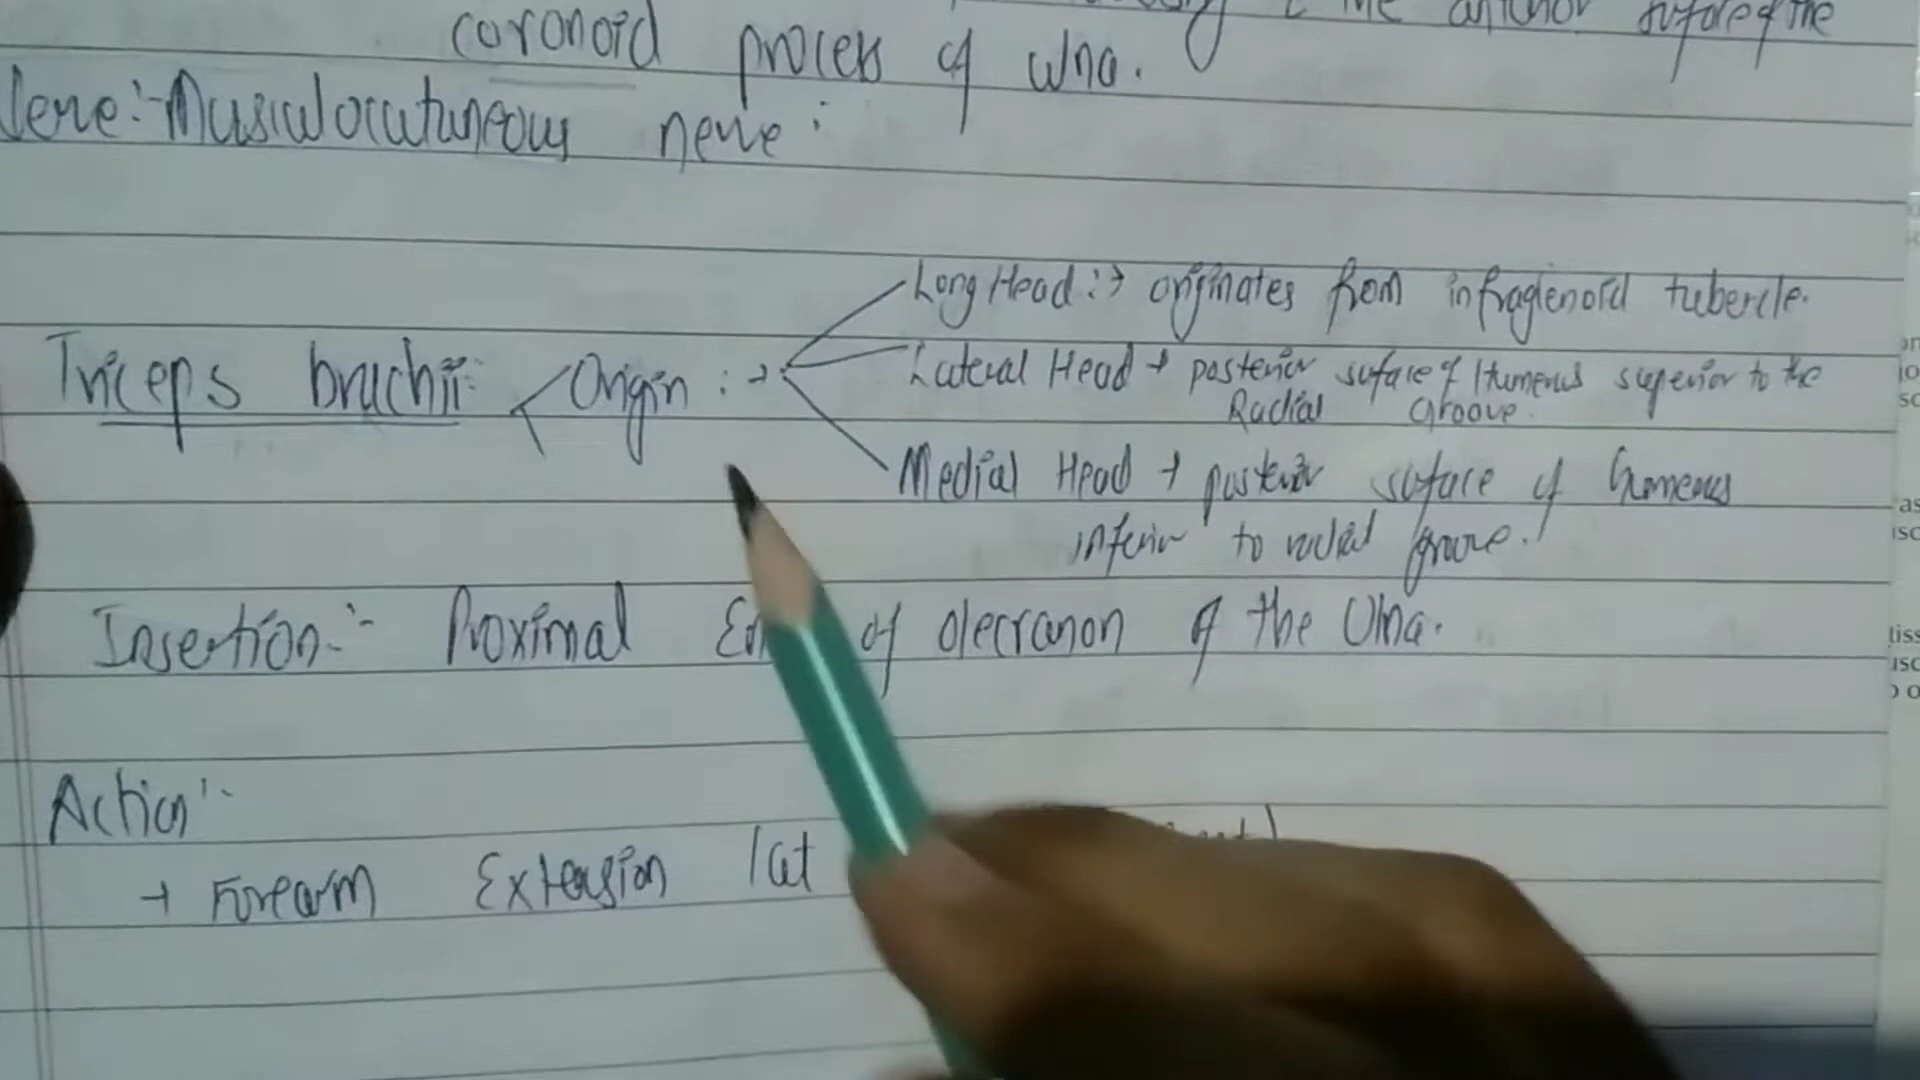 coronoid process of ulna.
Nerve:- Musculocutaneous nerve :
Long Head :→ originates from infraglenoid tubercle.
Triceps brachii: Origin : →
Lateral Head → posterior surface of Humerus superior to the
Radial Groove.
Medial Head → posterior surface of humerus
inferior to radial groove.
Insertion:- Proximal of olecranon of the Ulna.
Action:-
→ Forearm Extension (at